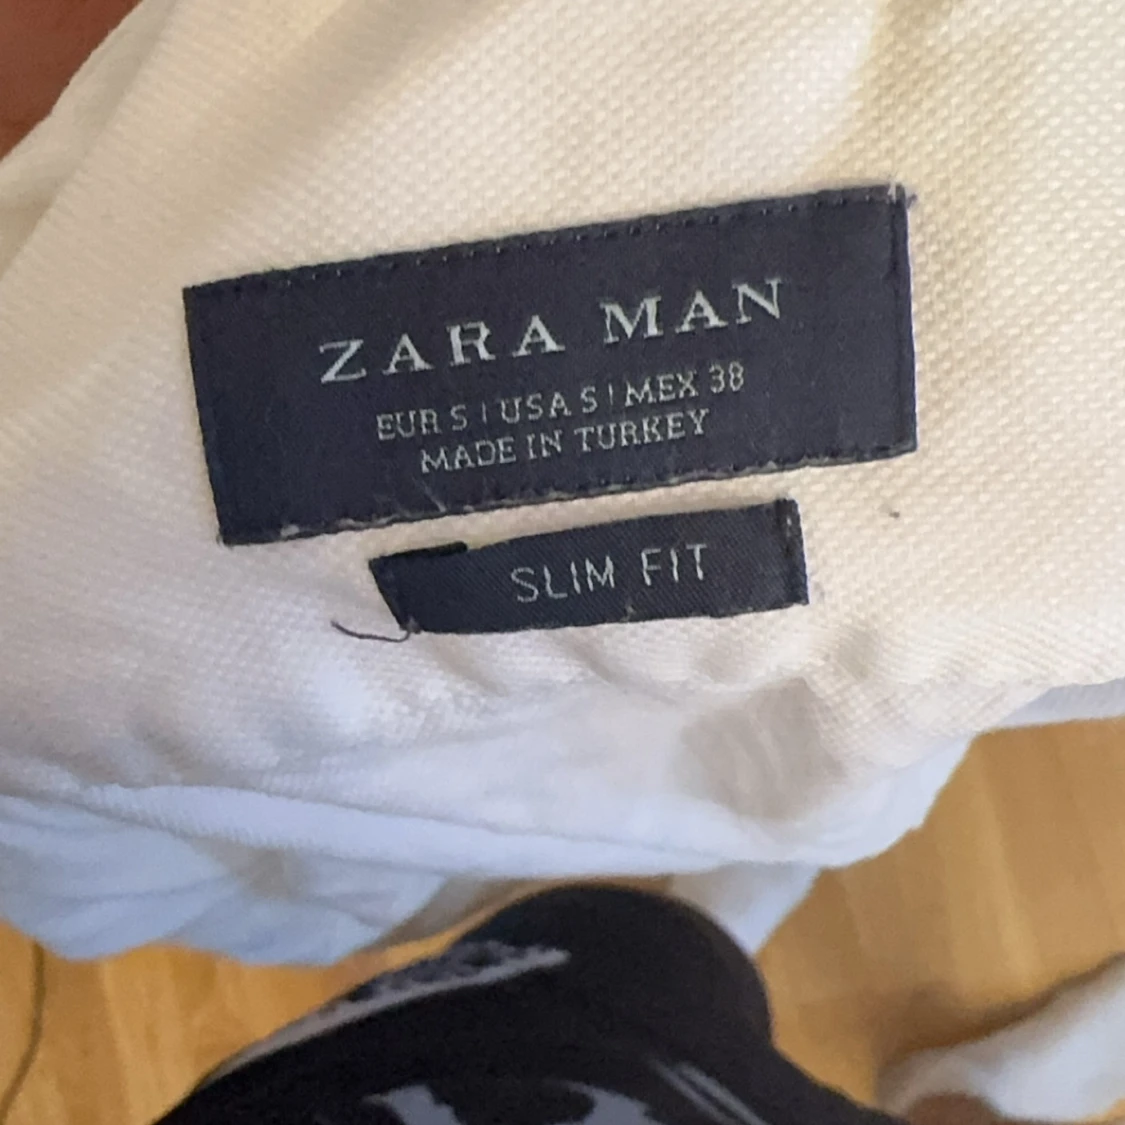 ZARA MAN
EUR S | USA S | MEX 38
MADE IN TURKEY
SLIM FIT